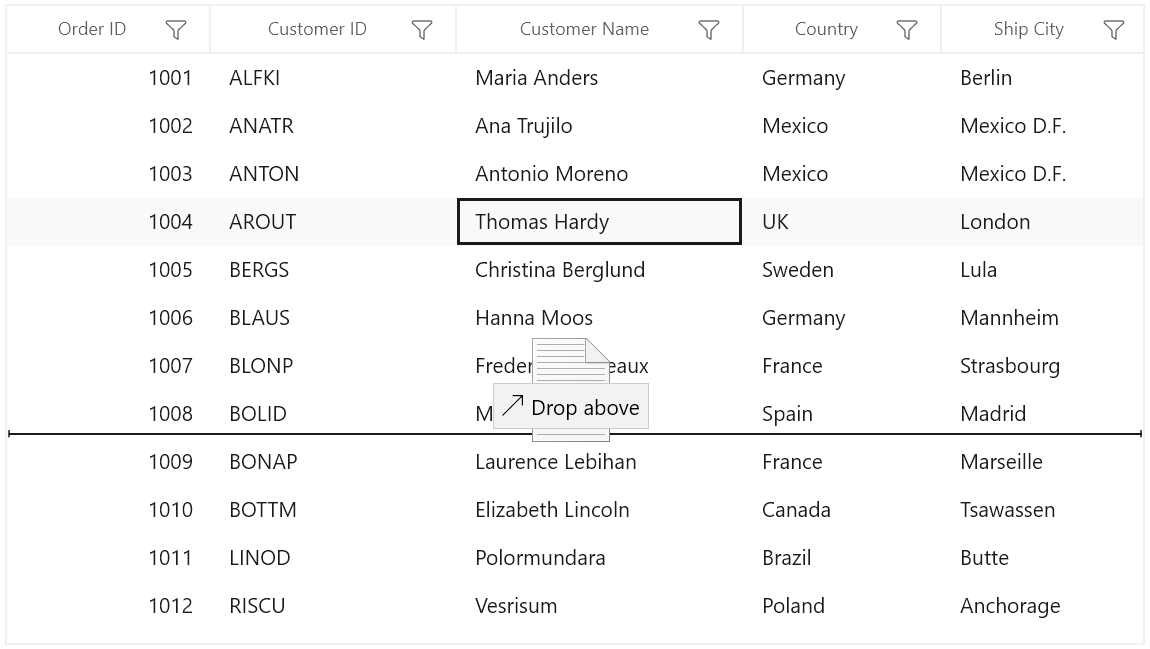 Order ID Customer ID Customer Name Country Ship City
1001 ALFKI Maria Anders Germany Berlin
1002 ANATR Ana Trujilo Mexico Mexico D.F.
1003 ANTON Antonio Moreno Mexico Mexico D.F.
1004 AROUT Thomas Hardy UK London
1005 BERGS Christina Berglund Sweden Lula
1006 BLAUS Hanna Moos Germany Mannheim
1007 BLONP France Strasbourg
1008 BOLID Spain Madrid
Drop above
1009 BONAP Laurence Lebihan France Marseille
1010 BOTTM Elizabeth Lincoln Canada Tsawassen
1011 LINOD Polormundara Brazil Butte
1012 RISCU Vesrisum Poland Anchorage